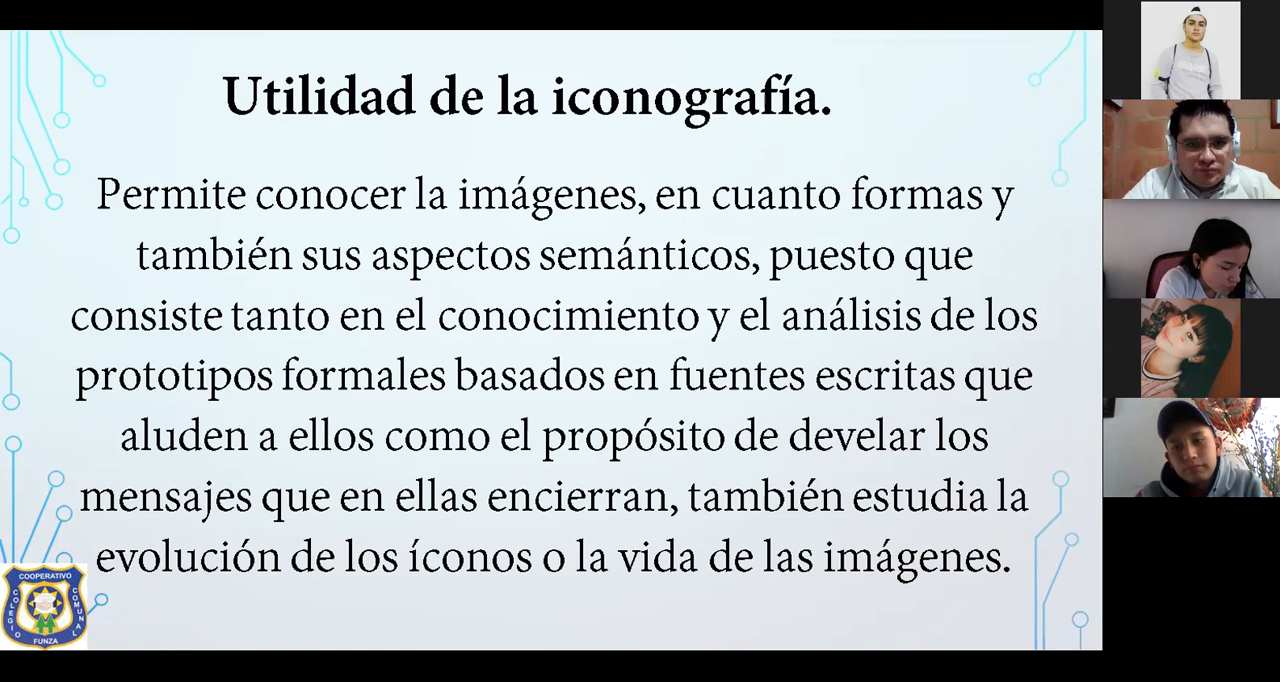 Utilidad de la iconografía.
Permite conocer la imágenes, en cuanto formas y
también sus aspectos semánticos, puesto que
consiste tanto en el conocimiento y el análisis de los
prototipos formales basados en fuentes escritas que
aluden a ellos como el propósito de develar los
mensajes que en ellas encierran, también estudia la
evolución de los íconos o la vida de las imágenes.
COOPERATIVO
COLEGIO
COMUNAL
FUNZA